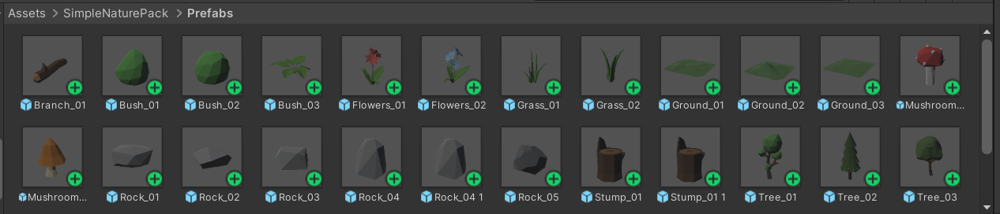 Assets > SimpleNaturePack > Prefabs
Branch_01 Bush_01 Bush_02 Bush_03 Flowers_01 Flowers_02 Grass_01 Grass_02 Ground_01 Ground_02 Ground_03 Mushroom...
Mushroom... Rock_01 Rock_02 Rock_03 Rock_04 Rock_04 1 Rock_05 Stump_01 Stump_01 1 Tree_01 Tree_02 Tree_03